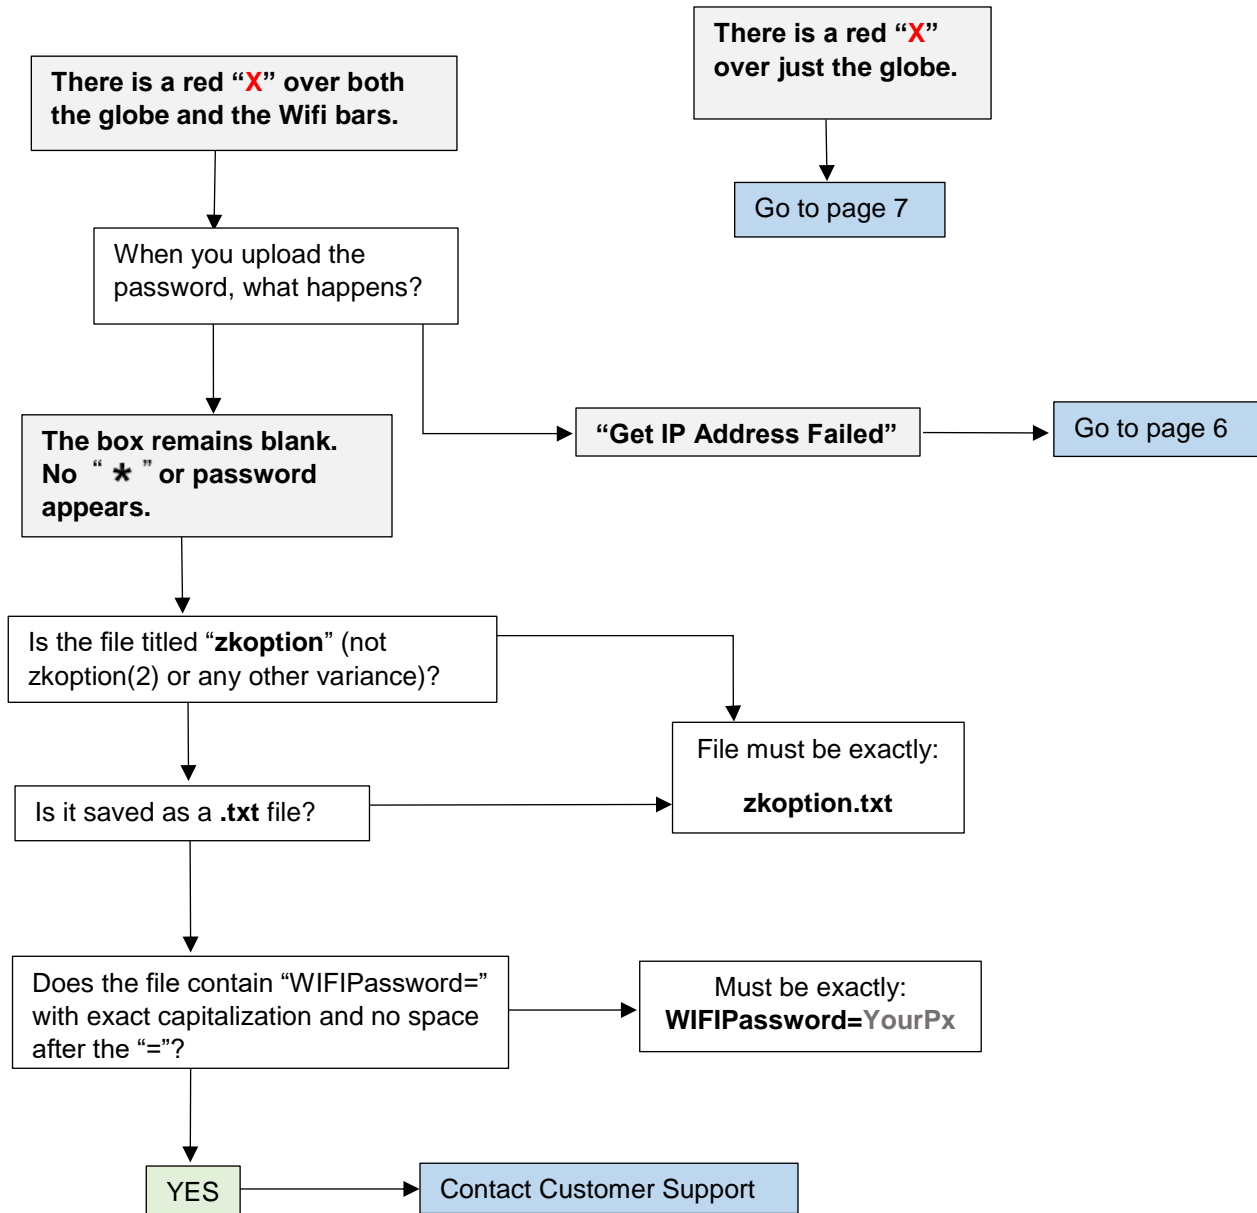 There is a red “X” over both
the globe and the Wifi bars.
There is a red “X”
over just the globe.
Go to page 7
When you upload the
password, what happens?
The box remains blank.
No “ * ” or password
appears.
“Get IP Address Failed”
Go to page 6
Is the file titled “zkoption” (not
zkoption(2) or any other variance)?
File must be exactly:
zkoption.txt
Is it saved as a .txt file?
Does the file contain “WIFIPassword=”
with exact capitalization and no space
after the “=”?
Must be exactly:
WIFIPassword=YourPx
YES
Contact Customer Support